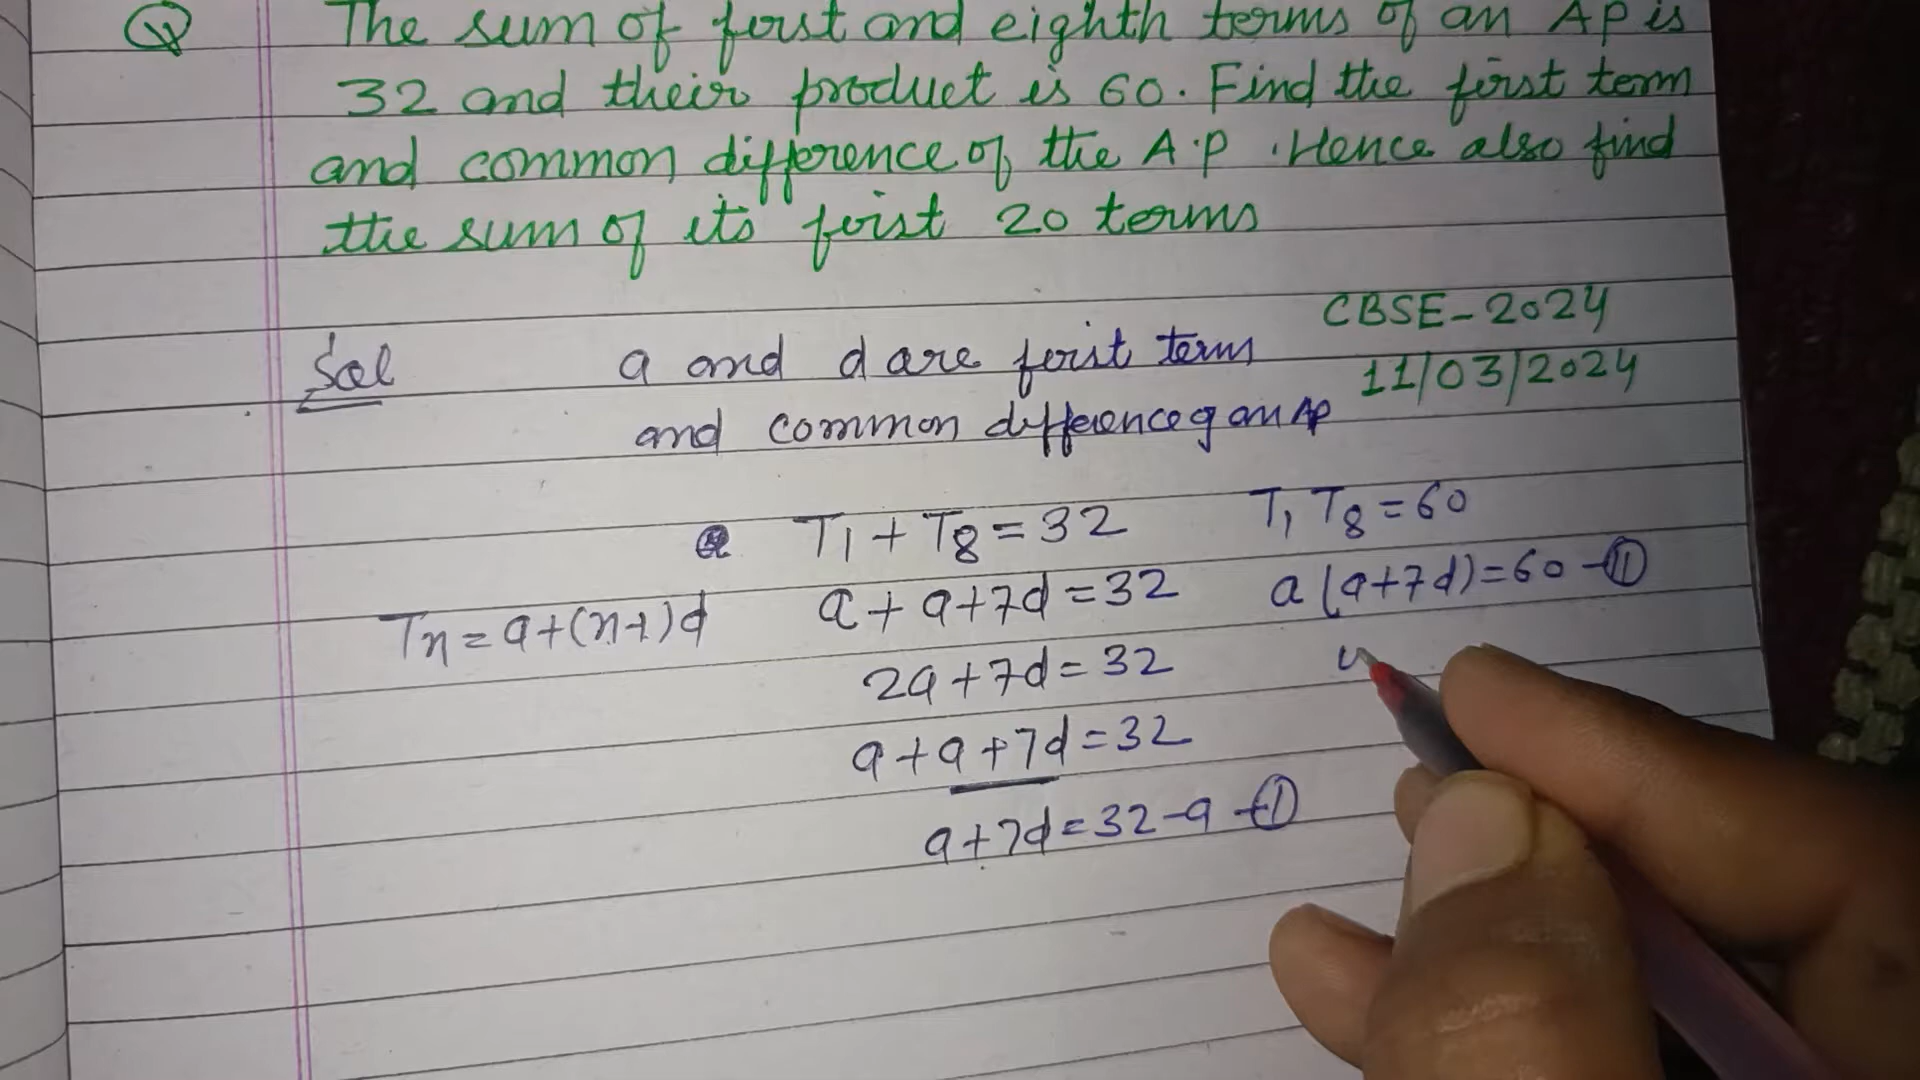 Q The sum of first and eighth terms of an AP is
32 and their product is 60. Find the first term
and common difference of the A.P. Hence also find
the sum of its first 20 terms
CBSE-2024
Sol a and d are first term
11/03/2024
and common difference of an AP
T₁ + T₈ = 32 T₁ T₈ = 60
Tn = a+(n-1)d a + a+7d = 32 a(a+7d)=60 -(II)
2a+7d = 32
a+a+7d = 32
a+7d = 32-a -(I)